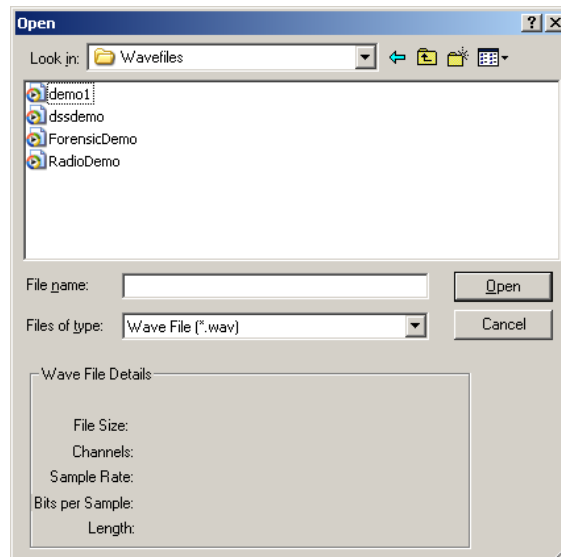 Open
Look in: Wavefiles
demo1
dssdemo
ForensicDemo
RadioDemo
File name: Open
Files of type: Wave File (*.wav) Cancel
Wave File Details
File Size:
Channels:
Sample Rate:
Bits per Sample:
Length: